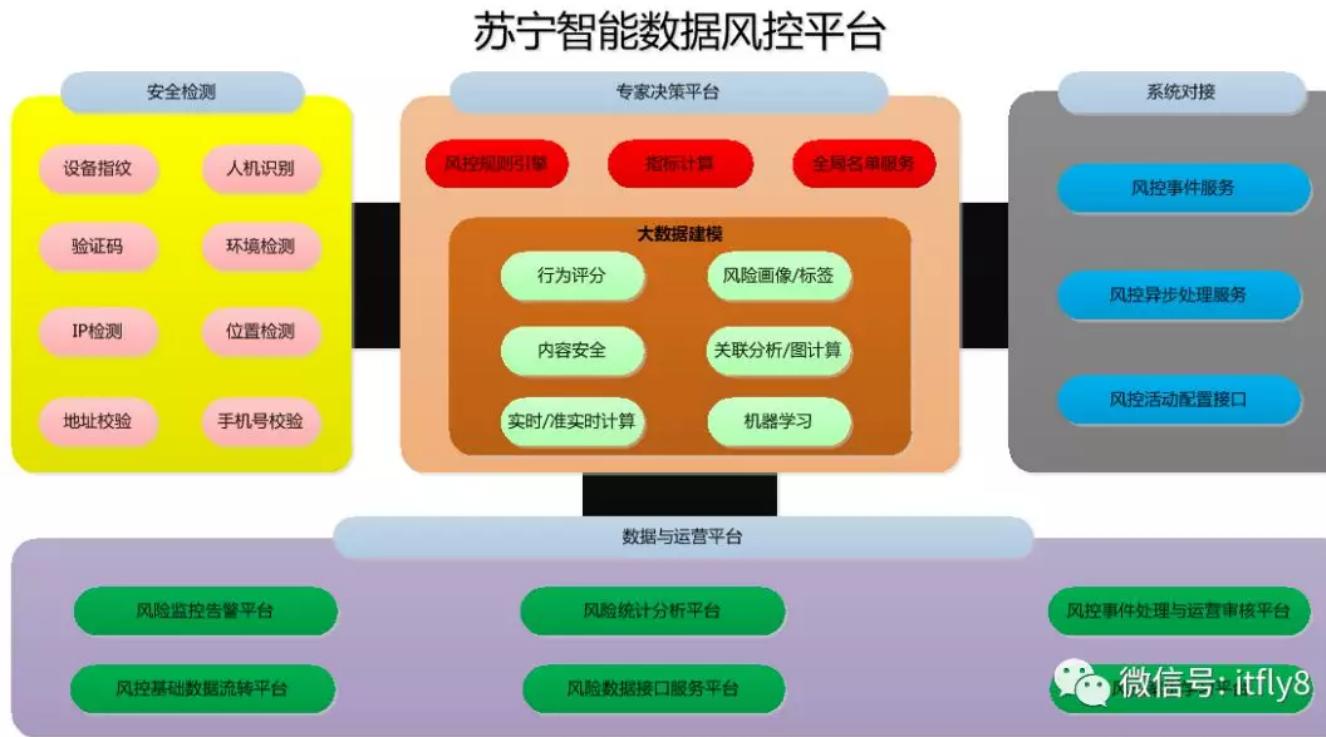 苏宁智能数据风控平台
安全检测
设备指纹
人机识别
验证码
环境检测
IP检测
位置检测
地址校验
手机号校验
专家决策平台
风控规则引擎
指标计算
全局名单服务
大数据建模
行为评分
风险画像/标签
内容安全
关联分析/图计算
实时/准实时计算
机器学习
系统对接
风控事件服务
风控异步处理服务
风控活动配置接口
数据与运营平台
风险监控告警平台
风险统计分析平台
风控事件处理与运营审核平台
风控基础数据流转平台
风险数据接口服务平台
微信号: itfly8